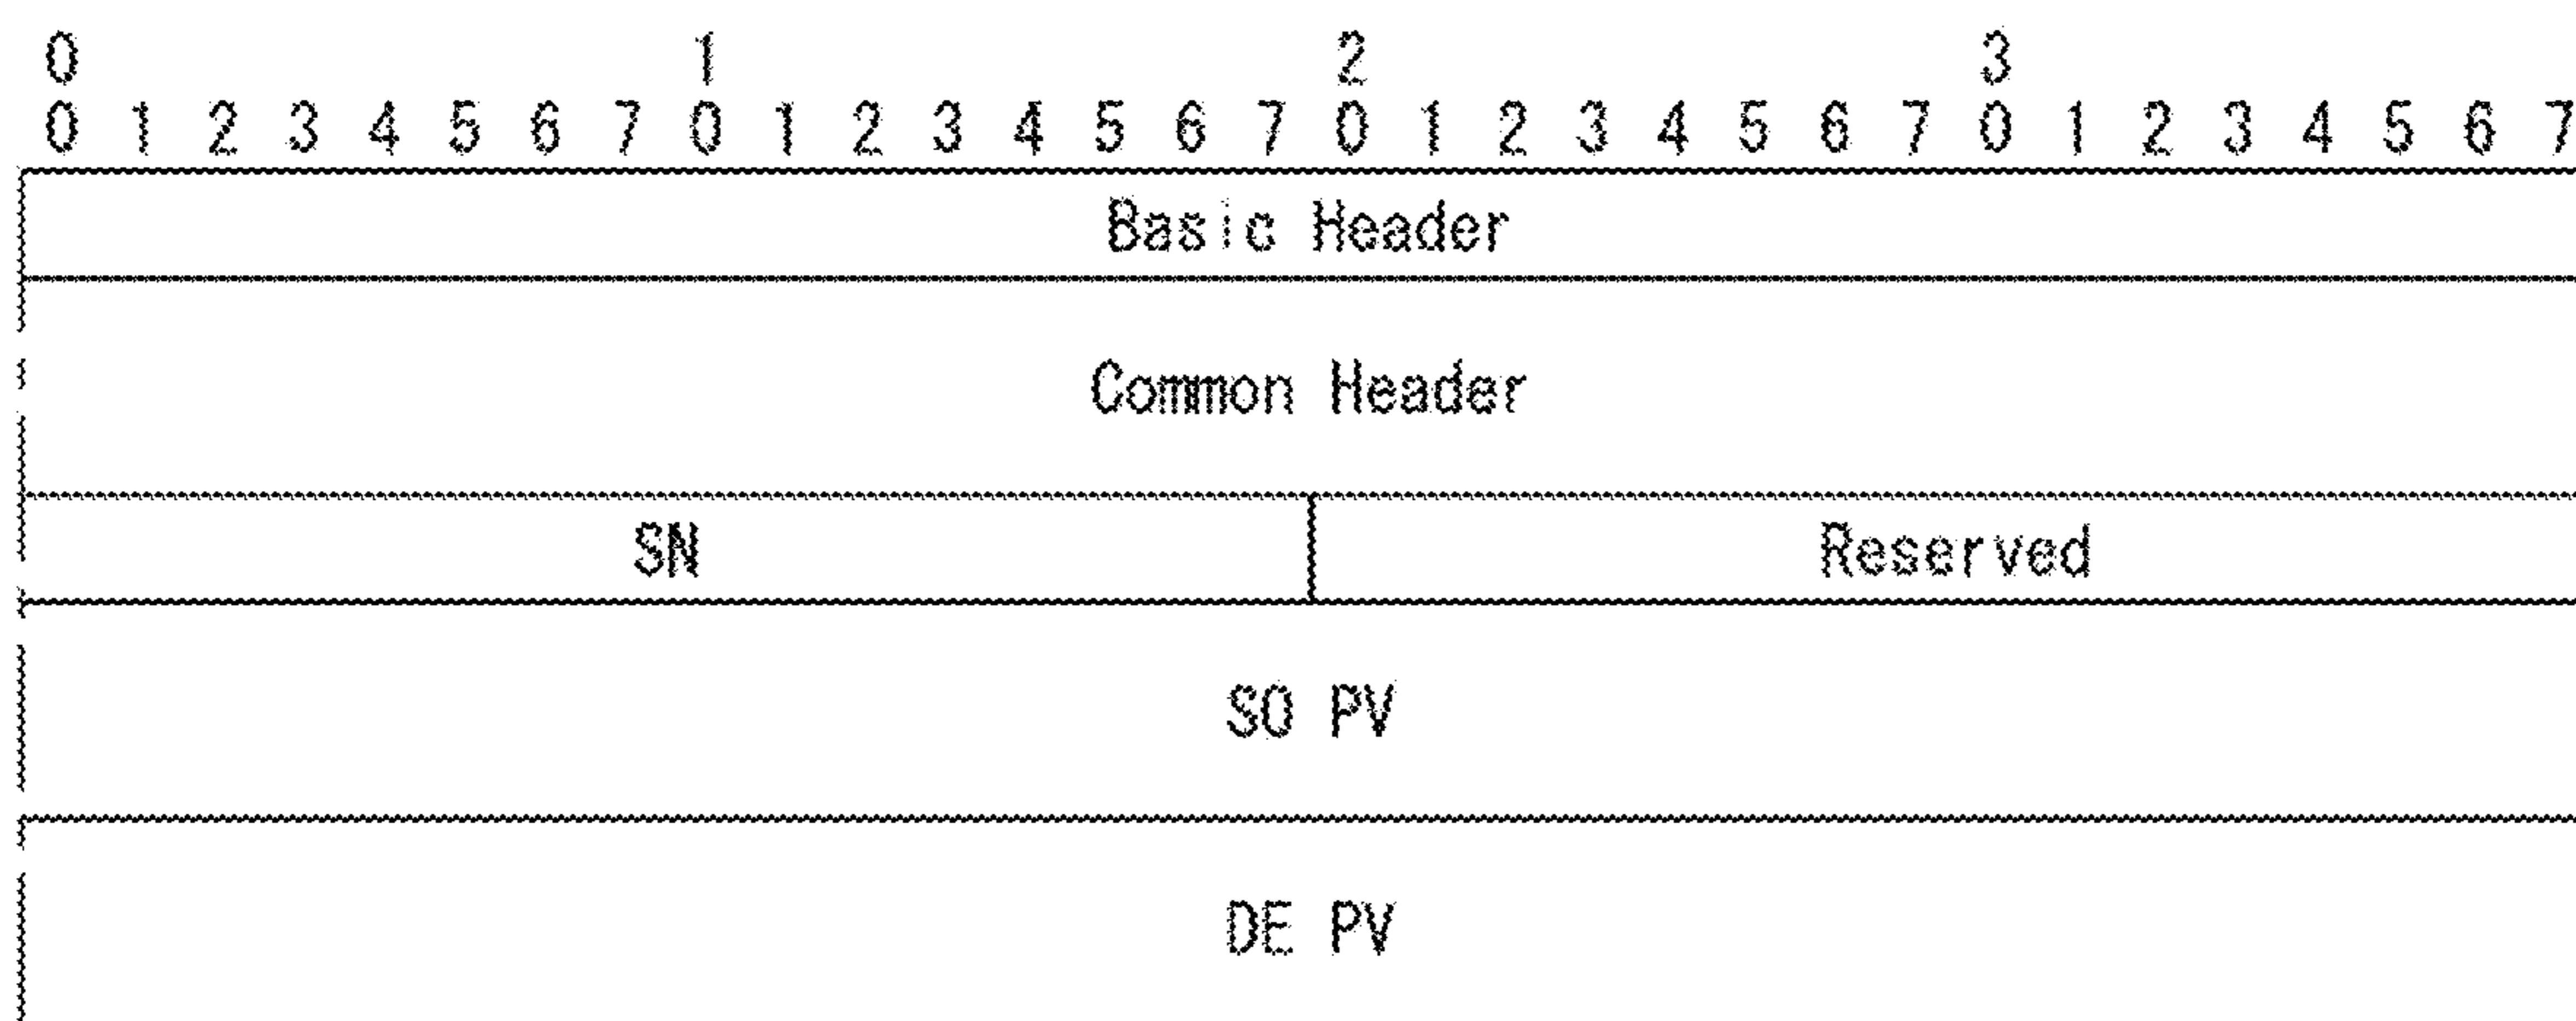 0 1 2 3
0 1 2 3 4 5 6 7 0 1 2 3 4 5 6 7 0 1 2 3 4 5 6 7 0 1 2 3 4 5 6 7
Basic Header
Common Header
SN Reserved
SO PV
DE PV